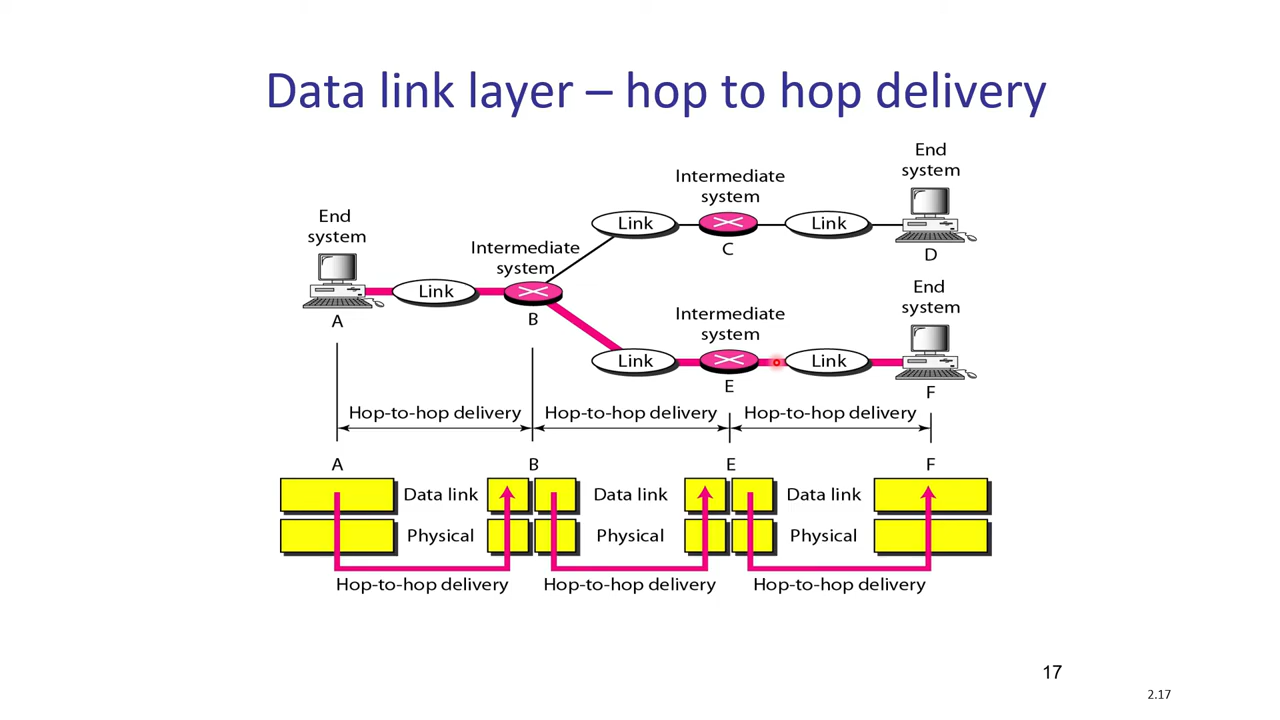 Data link layer – hop to hop delivery
End
system
Intermediate
system
End
system
Link
Link
C
D
Intermediate
system
End
system
Link
A
B
Intermediate
system
Link
Link
E
F
Hop-to-hop delivery
Hop-to-hop delivery
Hop-to-hop delivery
A
B
E
F
Data link
Data link
Data link
Physical
Physical
Physical
Hop-to-hop delivery
Hop-to-hop delivery
Hop-to-hop delivery
17
2.17